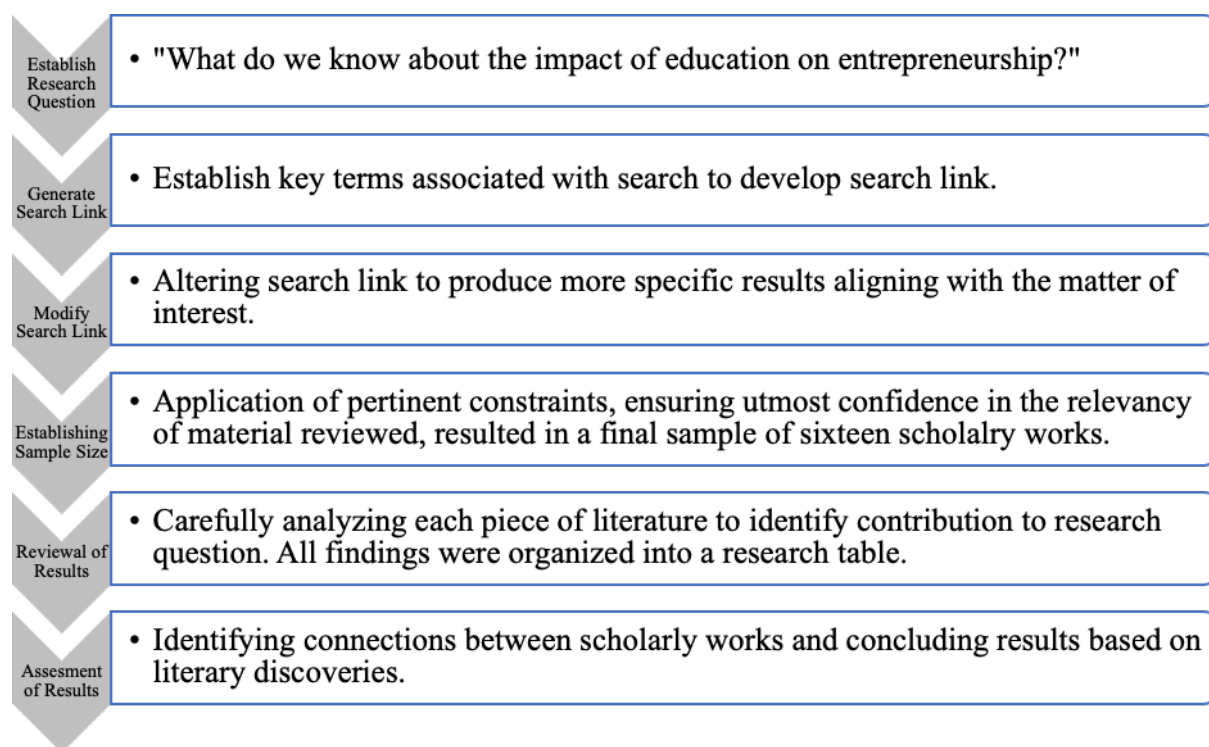 Establish
Research
Question
• "What do we know about the impact of education on entrepreneurship?"
Generate
Search Link
• Establish key terms associated with search to develop search link.
Modify
Search Link
• Altering search link to produce more specific results aligning with the matter of
interest.
Establishing
Sample Size
• Application of pertinent constraints, ensuring utmost confidence in the relevancy
of material reviewed, resulted in a final sample of sixteen scholalry works.
Reviewal of
Results
• Carefully analyzing each piece of literature to identify contribution to research
question. All findings were organized into a research table.
Assesment
of Results
• Identifying connections between scholarly works and concluding results based on
literary discoveries.